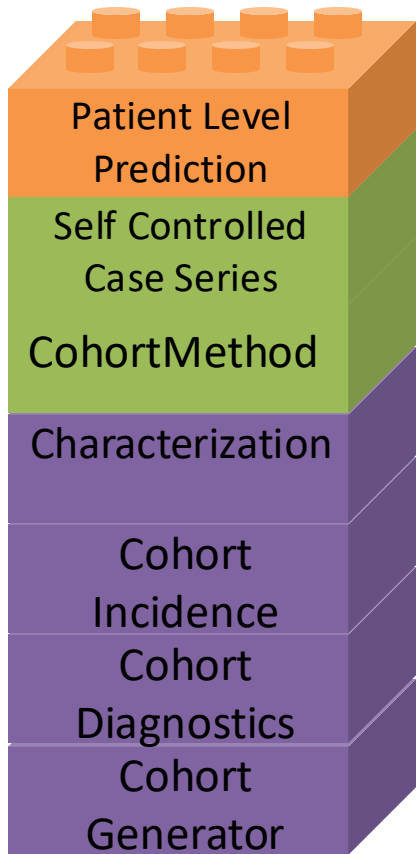 Patient Level
Prediction
Self Controlled
Case Series
CohortMethod
Characterization
Cohort
Incidence
Cohort
Diagnostics
Cohort
Generator